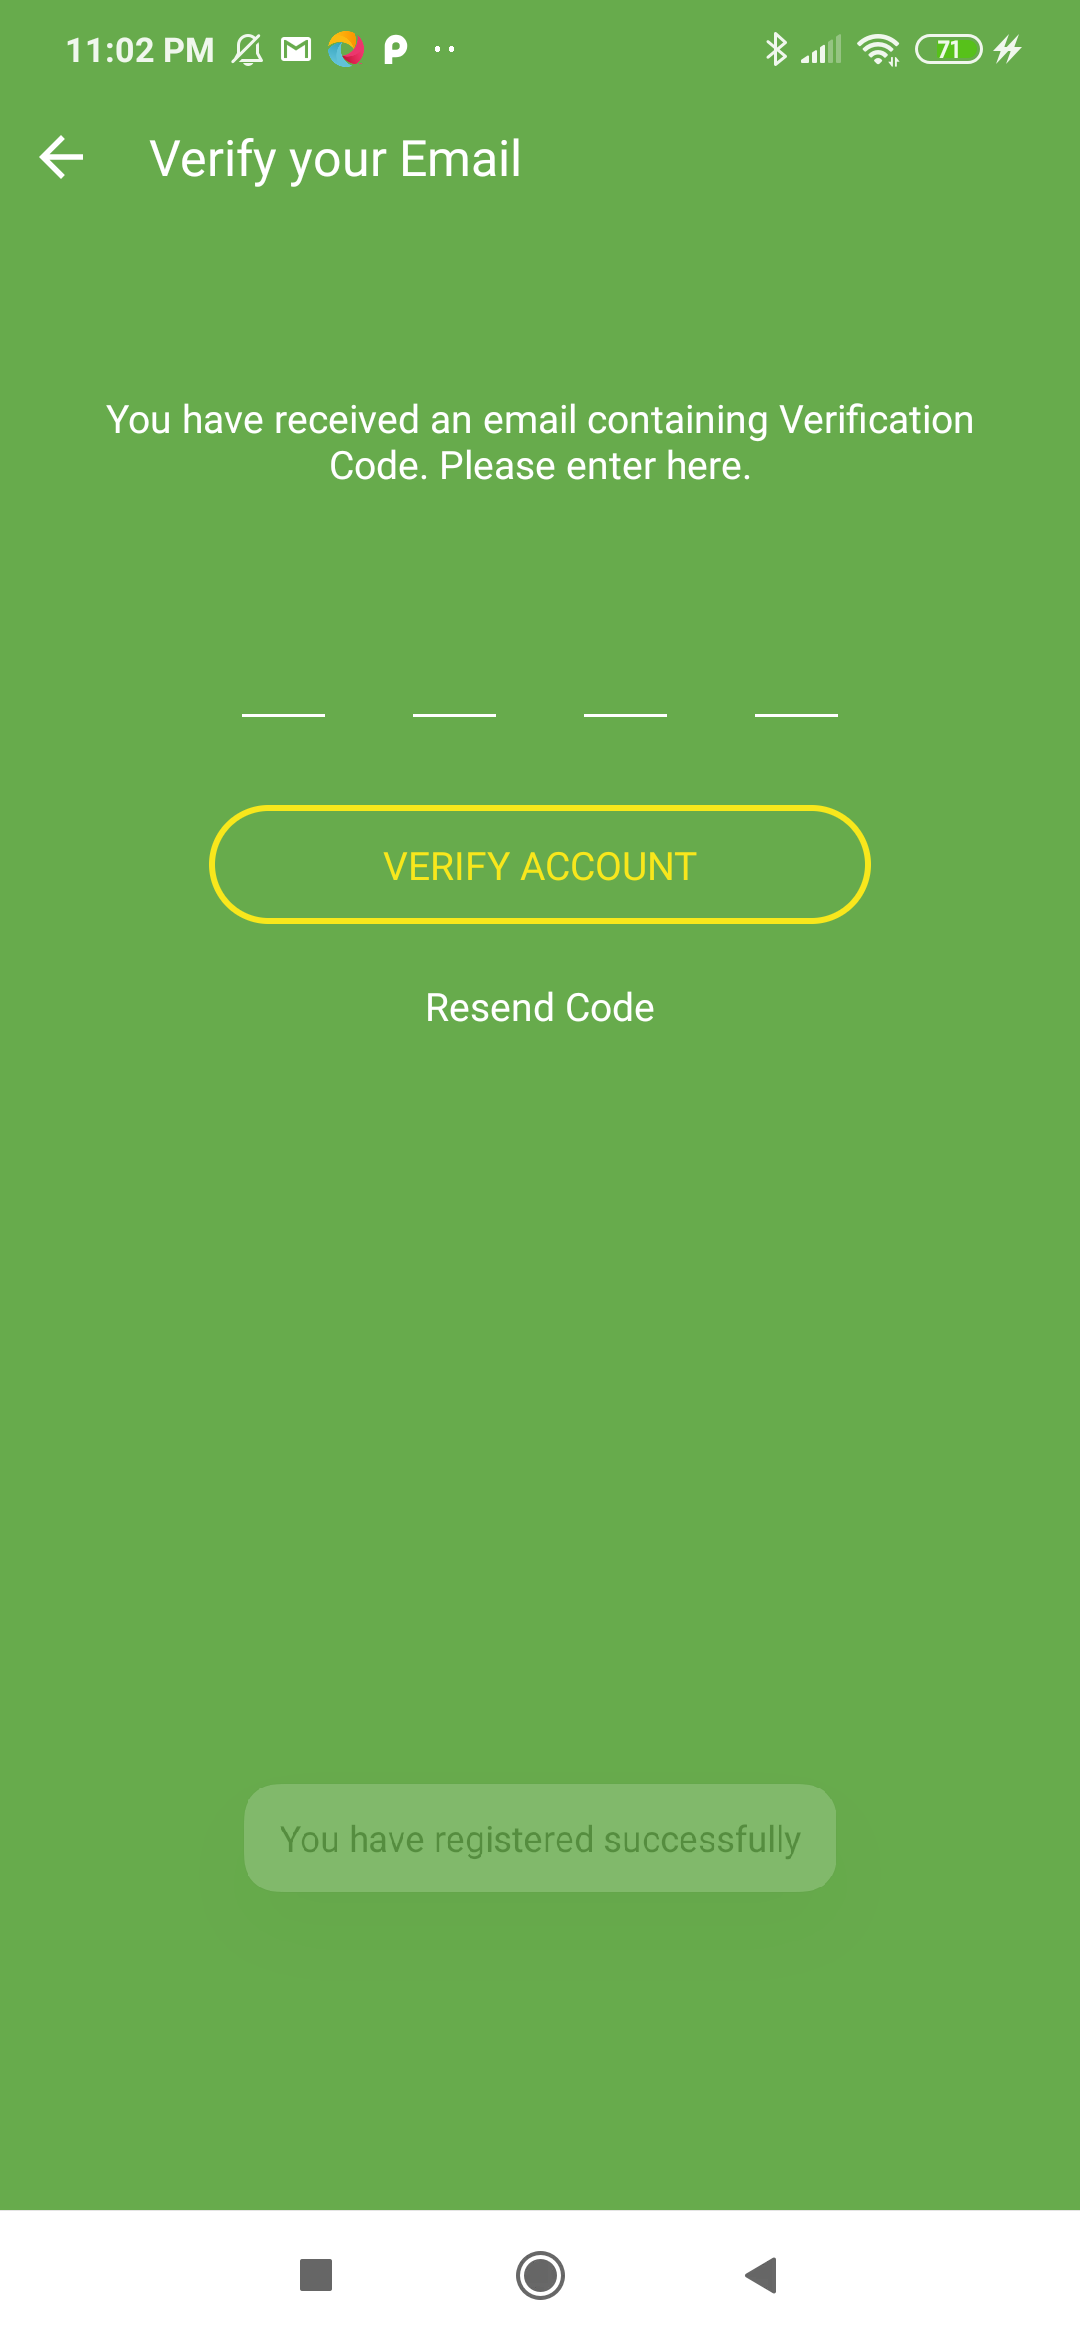 11:02 PM
71
Verify your Email
You have received an email containing Verification
Code. Please enter here.
VERIFY ACCOUNT
Resend Code
You have registered successfully